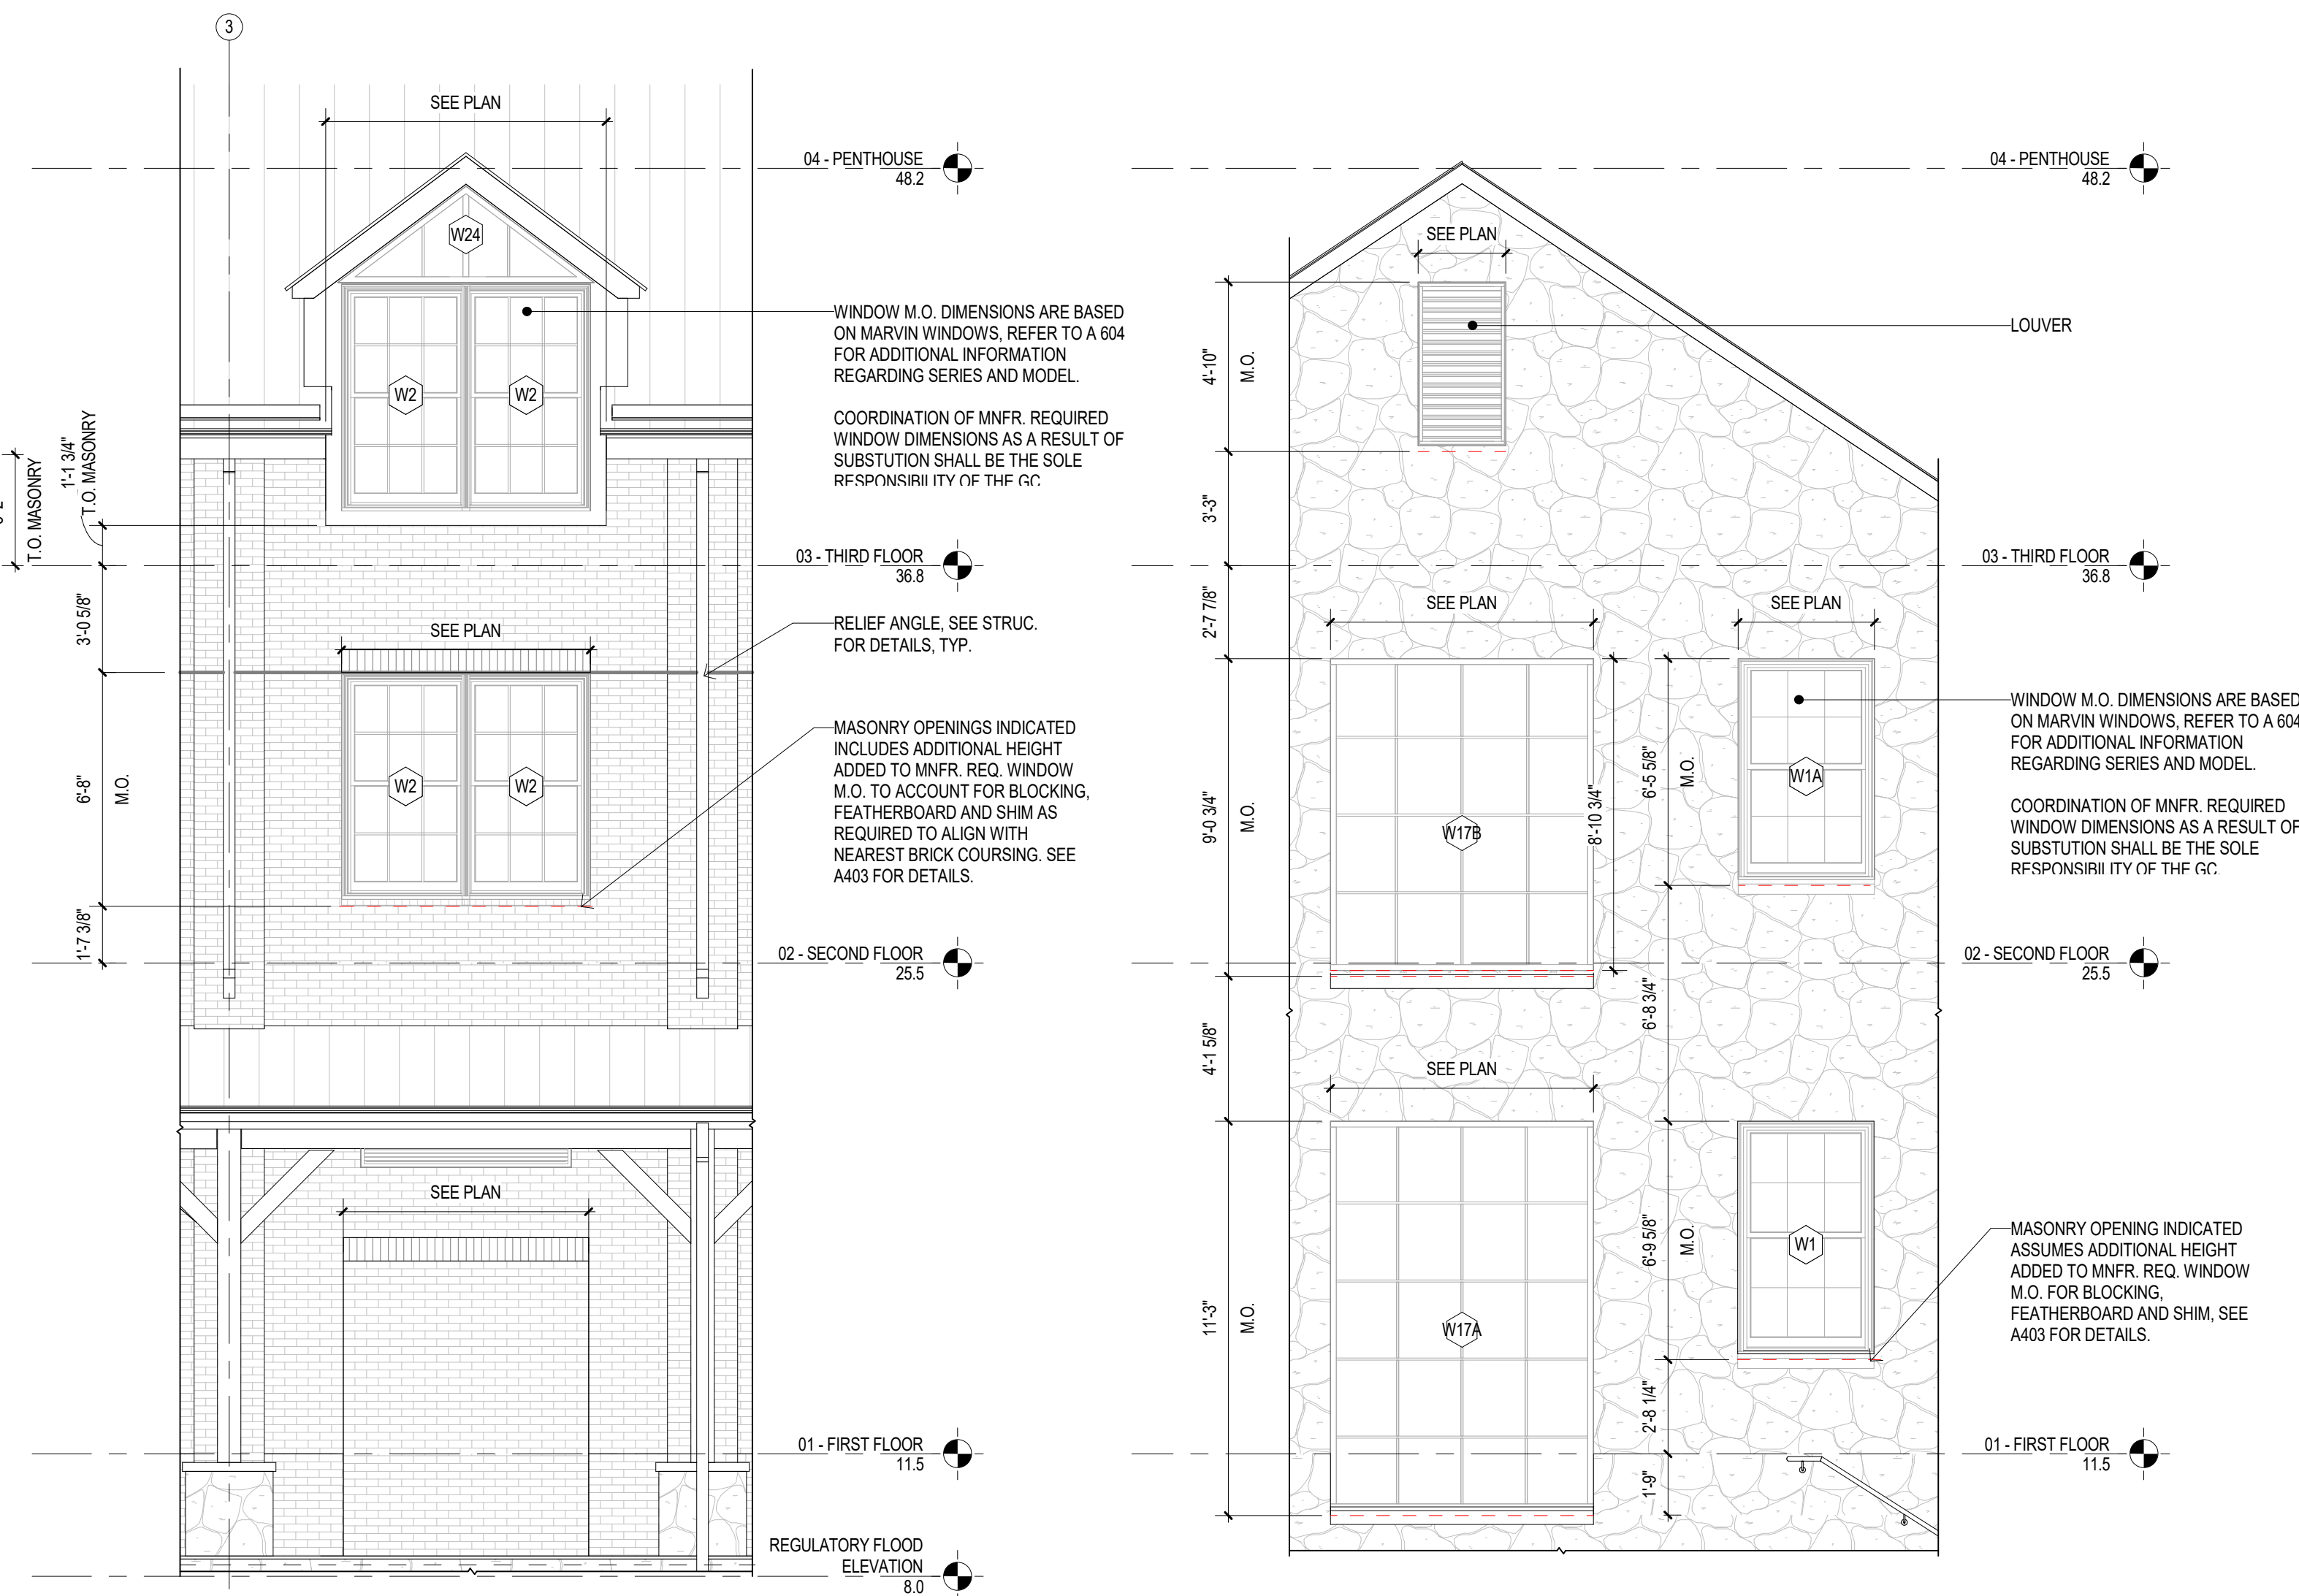 3
SEE PLAN
04 - PENTHOUSE
48.2
W24
WINDOW M.O. DIMENSIONS ARE BASED
ON MARVIN WINDOWS, REFER TO A 604
FOR ADDITIONAL INFORMATION
REGARDING SERIES AND MODEL.
COORDINATION OF MNFR. REQUIRED
WINDOW DIMENSIONS AS A RESULT OF
SUBSTUTION SHALL BE THE SOLE
RESPONSIBILITY OF THE GC
W2
W2
T.O. MASONRY
1'-1 3/4"
T.O. MASONRY
03 - THIRD FLOOR
36.8
3'-0 5/8"
SEE PLAN
RELIEF ANGLE, SEE STRUC.
FOR DETAILS, TYP.
6'-8"
M.O.
W2
W2
MASONRY OPENINGS INDICATED
INCLUDES ADDITIONAL HEIGHT
ADDED TO MNFR. REQ. WINDOW
M.O. TO ACCOUNT FOR BLOCKING,
FEATHERBOARD AND SHIM AS
REQUIRED TO ALIGN WITH
NEAREST BRICK COURSING. SEE
A403 FOR DETAILS.
1'-7 3/8"
02 - SECOND FLOOR
25.5
SEE PLAN
01 - FIRST FLOOR
11.5
REGULATORY FLOOD
ELEVATION
8.0
04 - PENTHOUSE
48.2
SEE PLAN
LOUVER
4'-10"
M.O.
3'-3"
03 - THIRD FLOOR
36.8
2'-7 7/8"
SEE PLAN
SEE PLAN
9'-0 3/4"
M.O.
W17B
8'-10 3/4"
6'-5 5/8"
M.O.
W1A
WINDOW M.O. DIMENSIONS ARE BASED
ON MARVIN WINDOWS, REFER TO A 604
FOR ADDITIONAL INFORMATION
REGARDING SERIES AND MODEL.
COORDINATION OF MNFR. REQUIRED
WINDOW DIMENSIONS AS A RESULT OF
SUBSTUTION SHALL BE THE SOLE
RESPONSIBILITY OF THE GC.
02 - SECOND FLOOR
25.5
6'-8 3/4"
4'-1 5/8"
SEE PLAN
11'-3"
M.O.
W17A
6'-9 5/8"
M.O.
W1
MASONRY OPENING INDICATED
ASSUMES ADDITIONAL HEIGHT
ADDED TO MNFR. REQ. WINDOW
M.O. FOR BLOCKING,
FEATHERBOARD AND SHIM, SEE
A403 FOR DETAILS.
2'-8 1/4"
01 - FIRST FLOOR
11.5
1'-9"